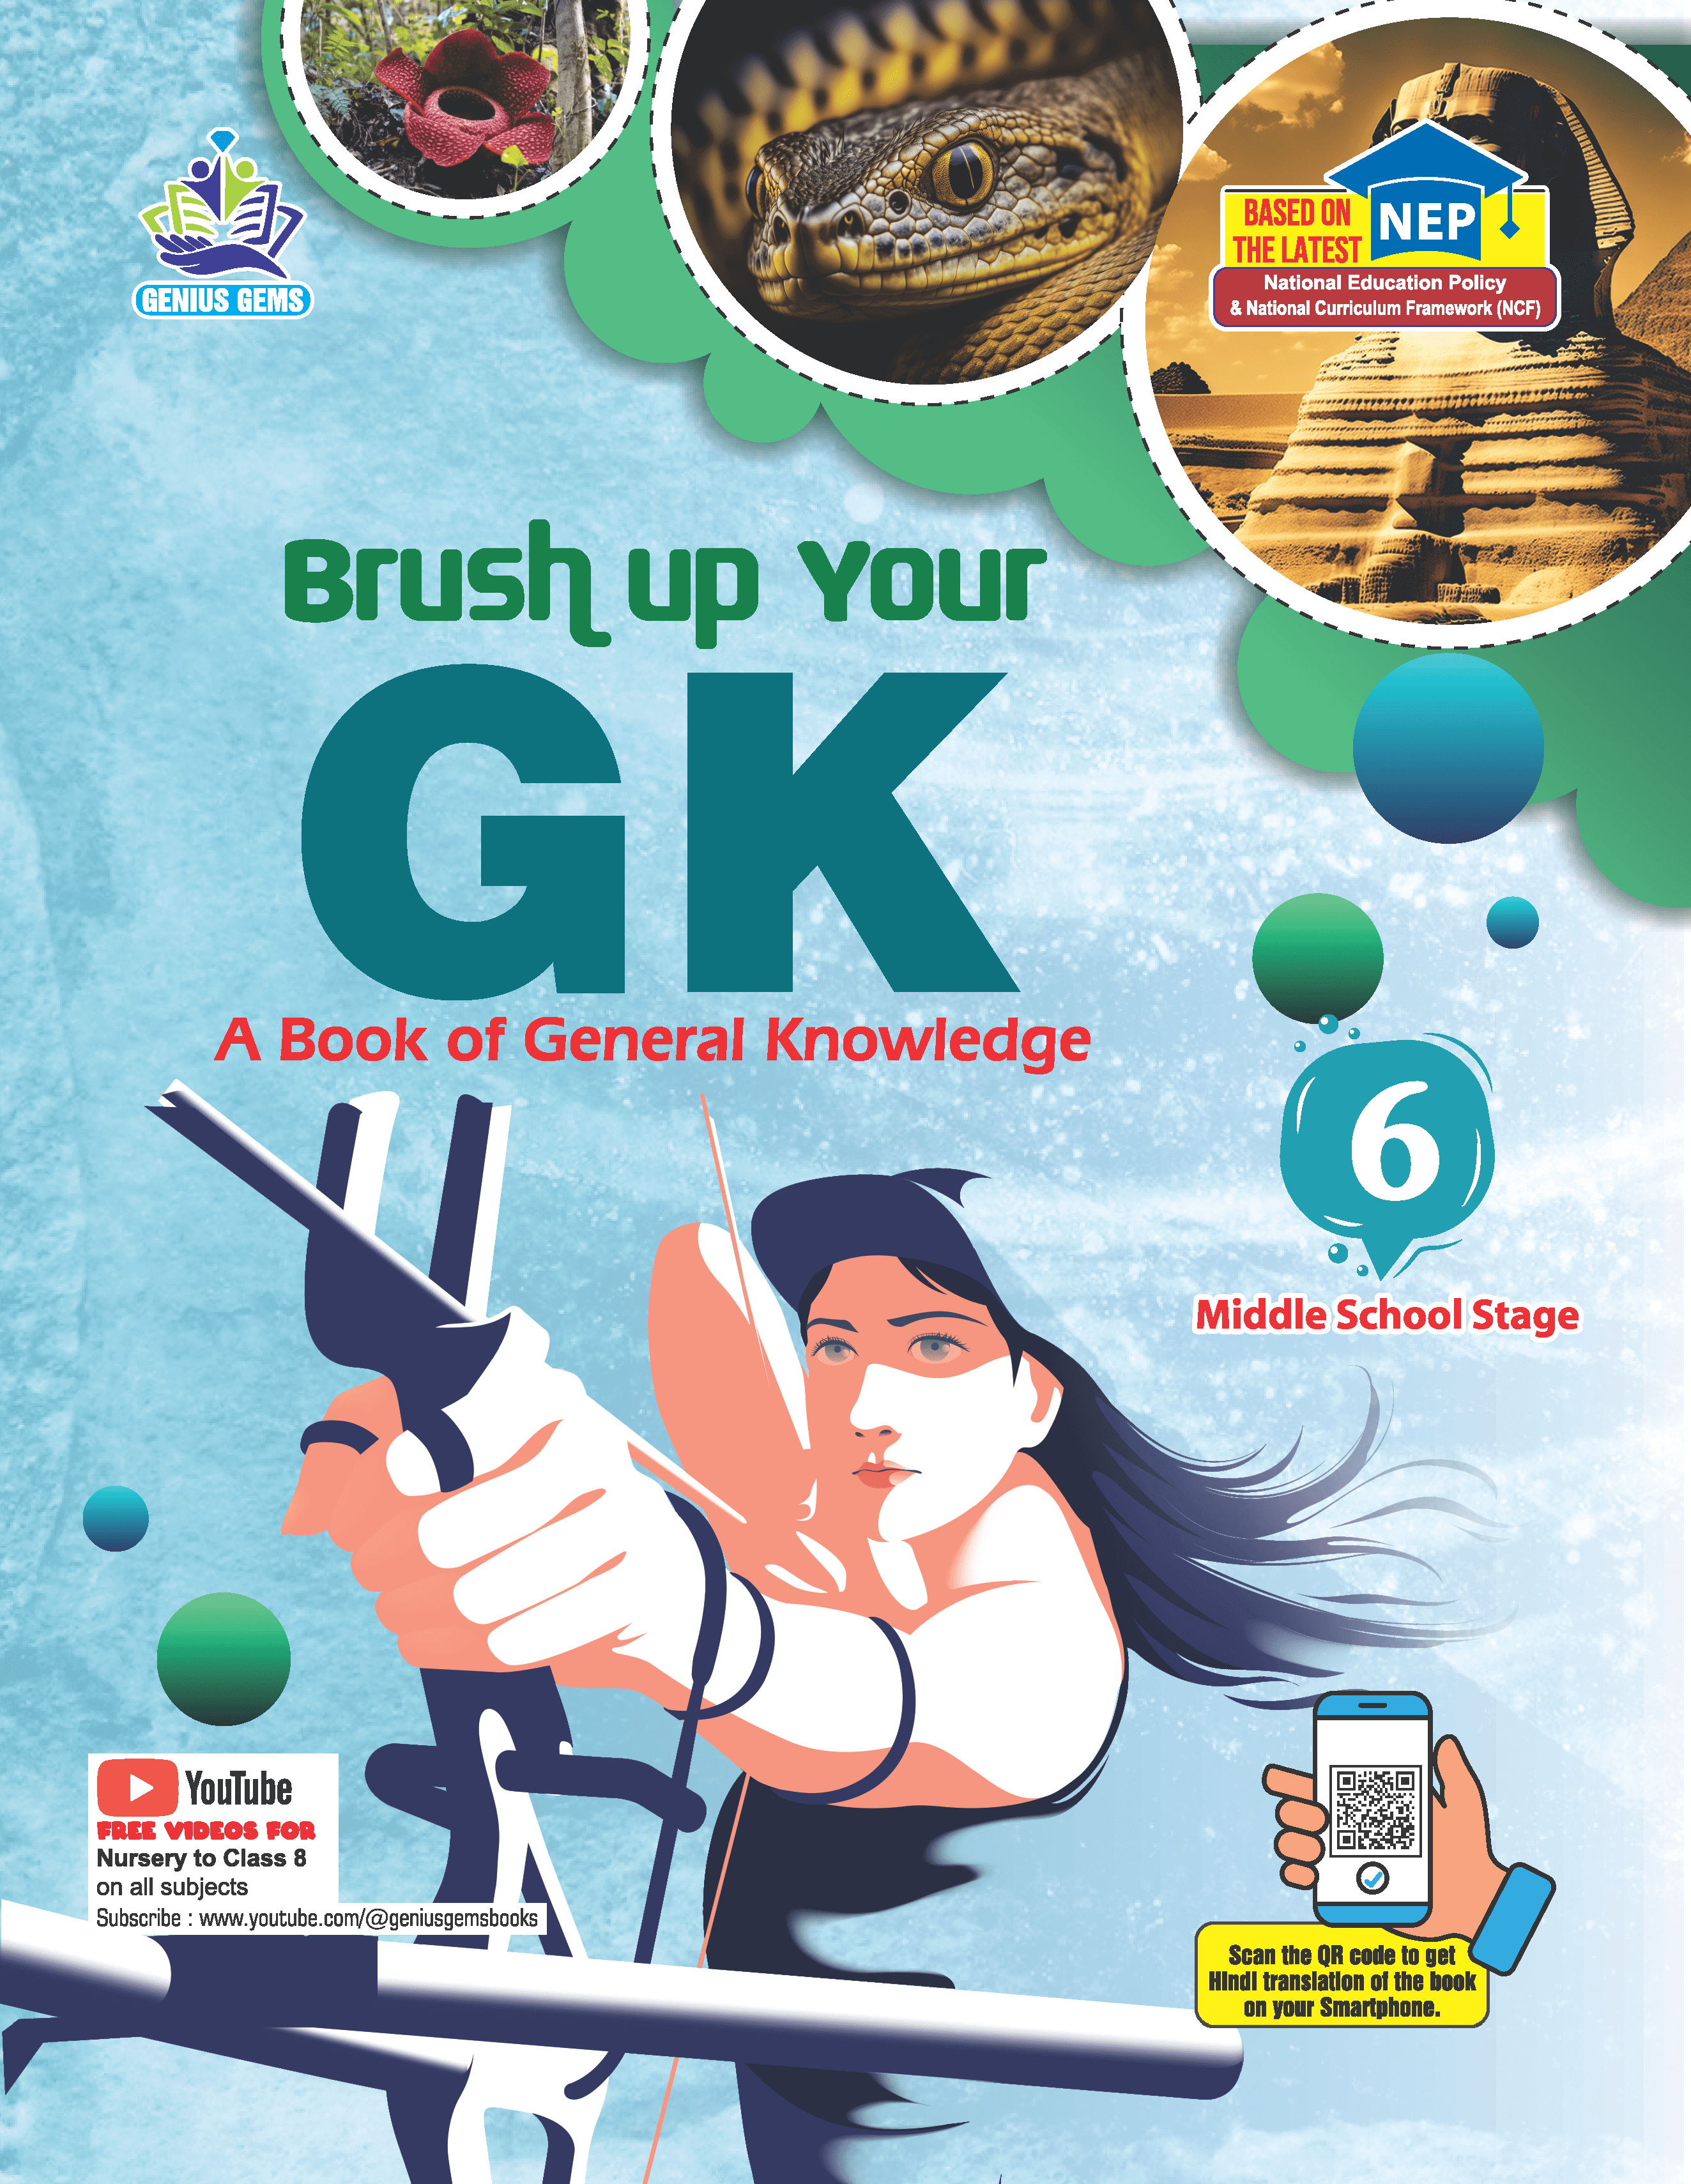 GENIUS GEMS
BASED ON
THE LATEST
NEP
National Education Policy
& National Curriculum Framework (NCF)
Brush up Your
GK
A Book of General Knowledge
6
Middle School Stage
YouTube
FREE VIDEOS FOR
Nursery to Class 8
on all subjects
Subscribe : www.youtube.com/@geniusgemsbooks
Scan the QR code to get
Hindi translation of the book
on your Smartphone.